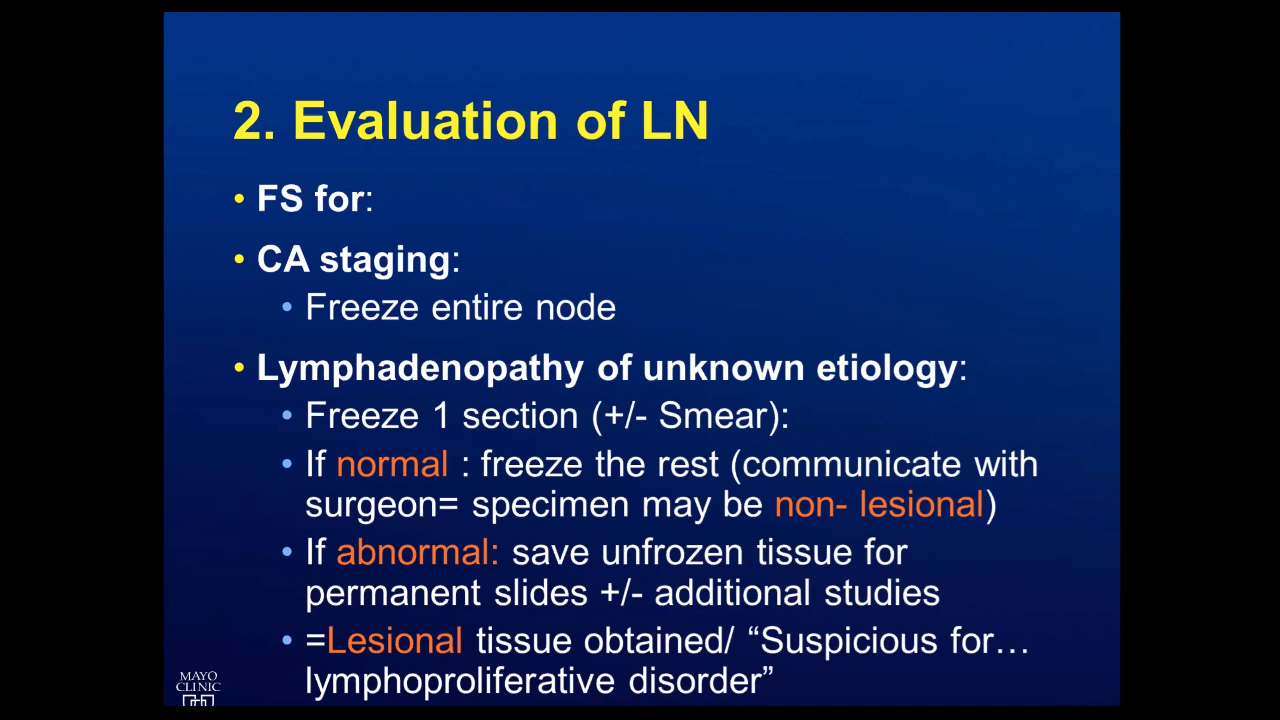 2. Evaluation of LN
• FS for:
• CA staging:
• Freeze entire node
• Lymphadenopathy of unknown etiology:
• Freeze 1 section (+/- Smear):
• If normal : freeze the rest (communicate with
surgeon= specimen may be non- lesional)
• If abnormal: save unfrozen tissue for
permanent slides +/- additional studies
• =Lesional tissue obtained/ “Suspicious for…
lymphoproliferative disorder”
MAYO
CLINIC